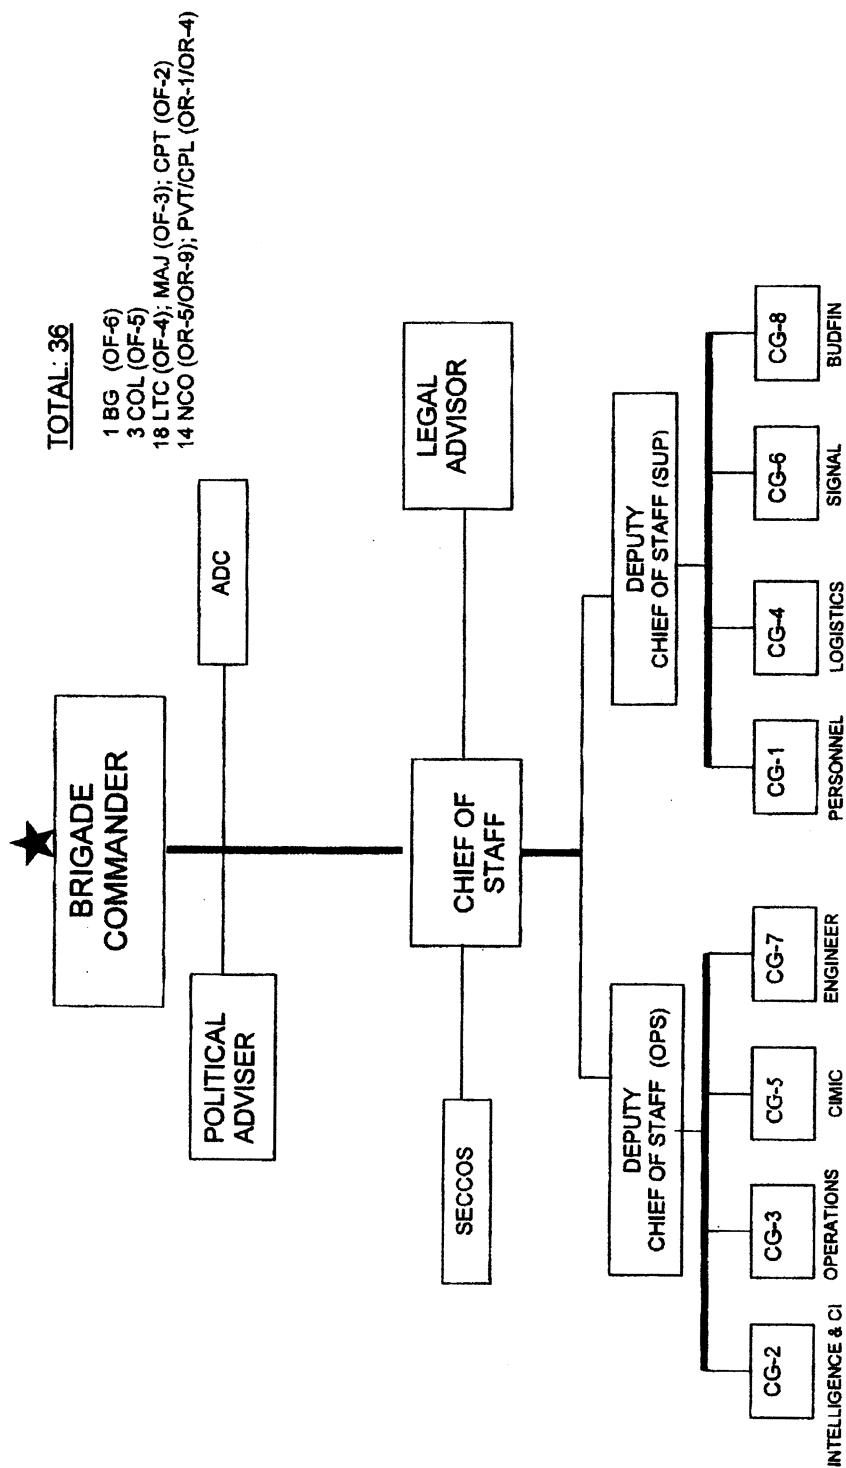 TOTAL: 36
1 BG (OF-6)
3 COL (OF-5)
18 LTC (OF-4); MAJ (OF-3); CPT (OF-2)
14 NCO (OR-5/OR-9); PVT/CPL (OR-1/OR-4)
BRIGADE
COMMANDER
POLITICAL
ADVISER
ADC
SECCOS
CHIEF OF
STAFF
LEGAL
ADVISOR
DEPUTY
CHIEF OF STAFF (OPS)
DEPUTY
CHIEF OF STAFF (SUP)
CG-2
CG-3
CG-5
CG-7
CG-1
CG-4
CG-6
CG-8
INTELLIGENCE & CI
OPERATIONS
CIMIC
ENGINEER
PERSONNEL
LOGISTICS
SIGNAL
BUDFIN